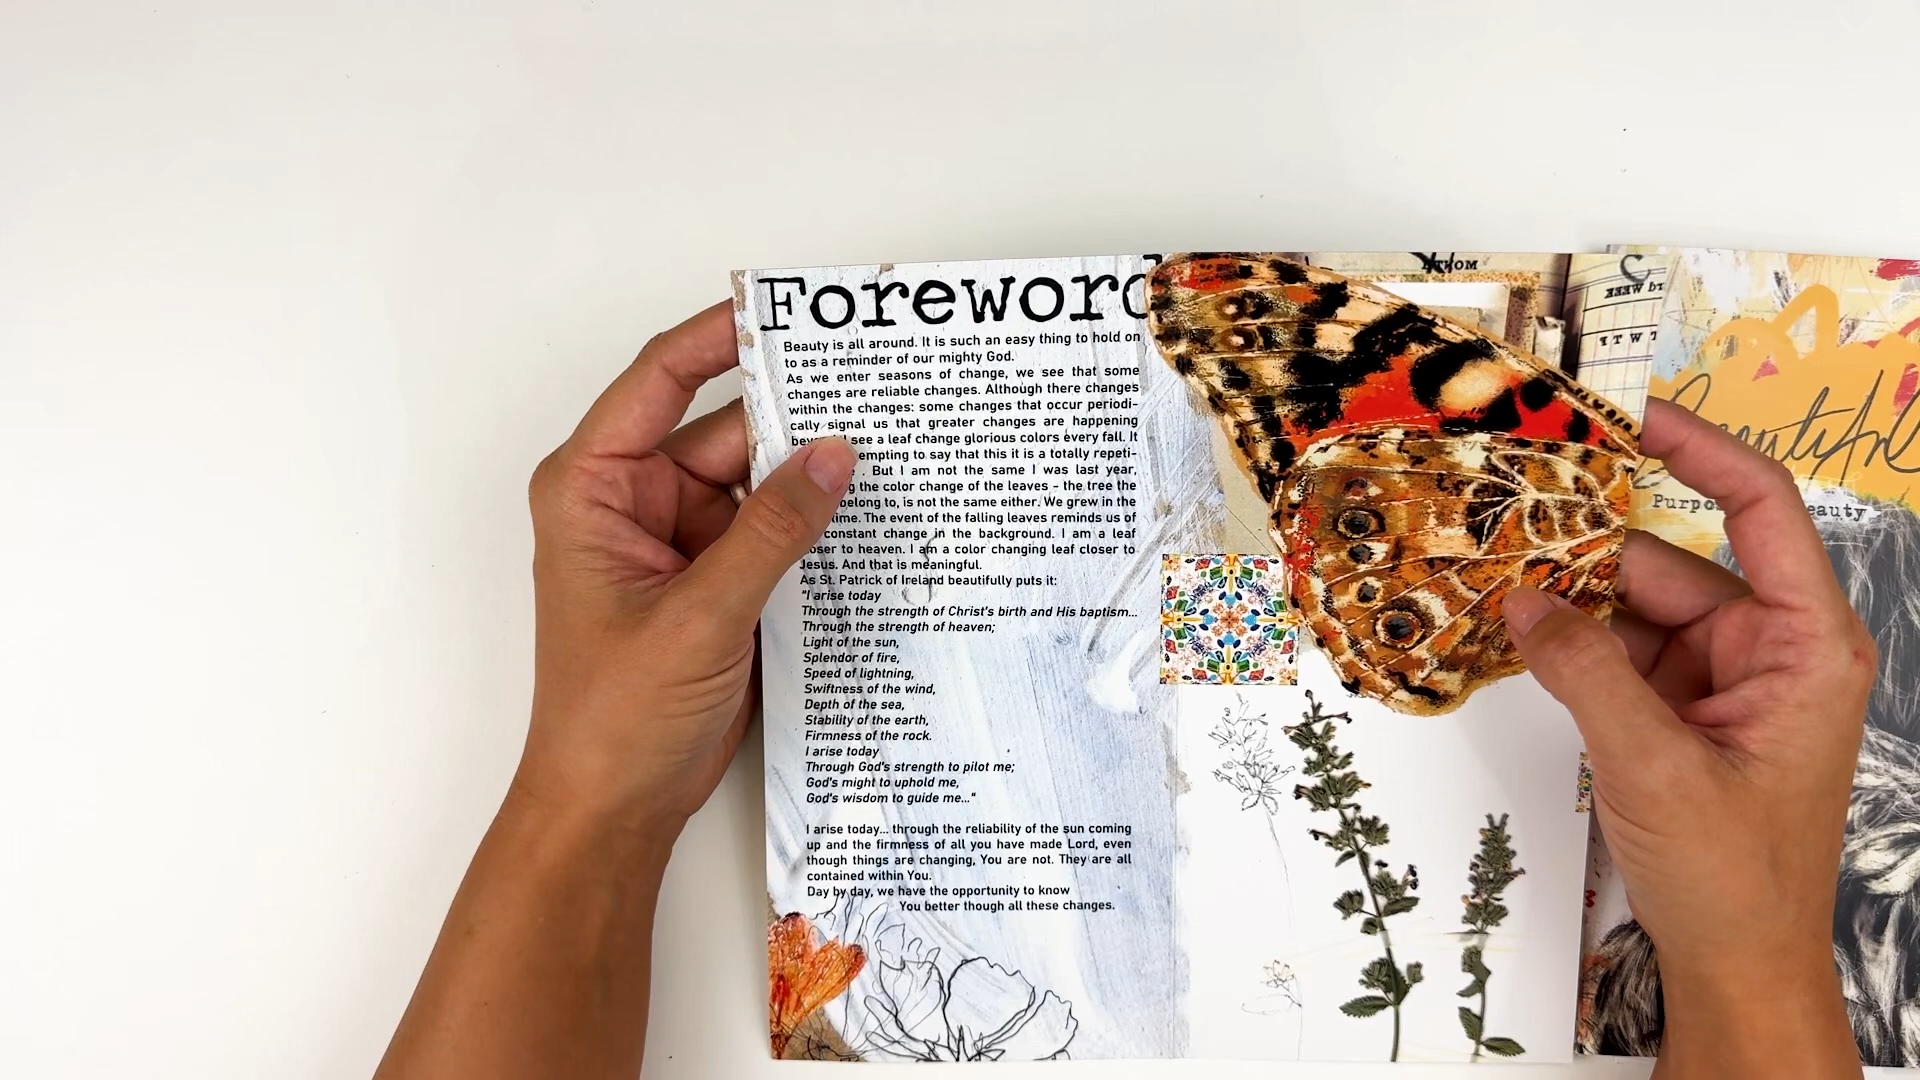 Foreword
Beauty is all around. It is such an easy thing to hold on
to as a reminder of our mighty God.
As we enter seasons of change, we see that some
changes are reliable changes. Although there changes
within the changes: some changes that occur periodi-
cally signal us that greater changes are happening
see a leaf change glorious colors every fall. It
empting to say that this it is a totally repeti-
. But I am not the same I was last year,
the color change of the leaves - the tree the
belong to, is not the same either. We grew in the
time. The event of the falling leaves reminds us of
constant change in the background. I am a leaf
oser to heaven. I am a color changing leaf closer to
Jesus. And that is meaningful.
As St. Patrick of Ireland beautifully puts it:
"I arise today
Through the strength of Christ's birth and His baptism...
Through the strength of heaven;
Light of the sun,
Splendor of fire,
Speed of lightning,
Swiftness of the wind,
Depth of the sea,
Stability of the earth,
Firmness of the rock.
I arise today
Through God's strength to pilot me;
God's might to uphold me,
God's wisdom to guide me..."
I arise today... through the reliability of the sun coming
up and the firmness of all you have made Lord, even
though things are changing, You are not. They are all
contained within You.
Day by day, we have the opportunity to know
You better though all these changes.